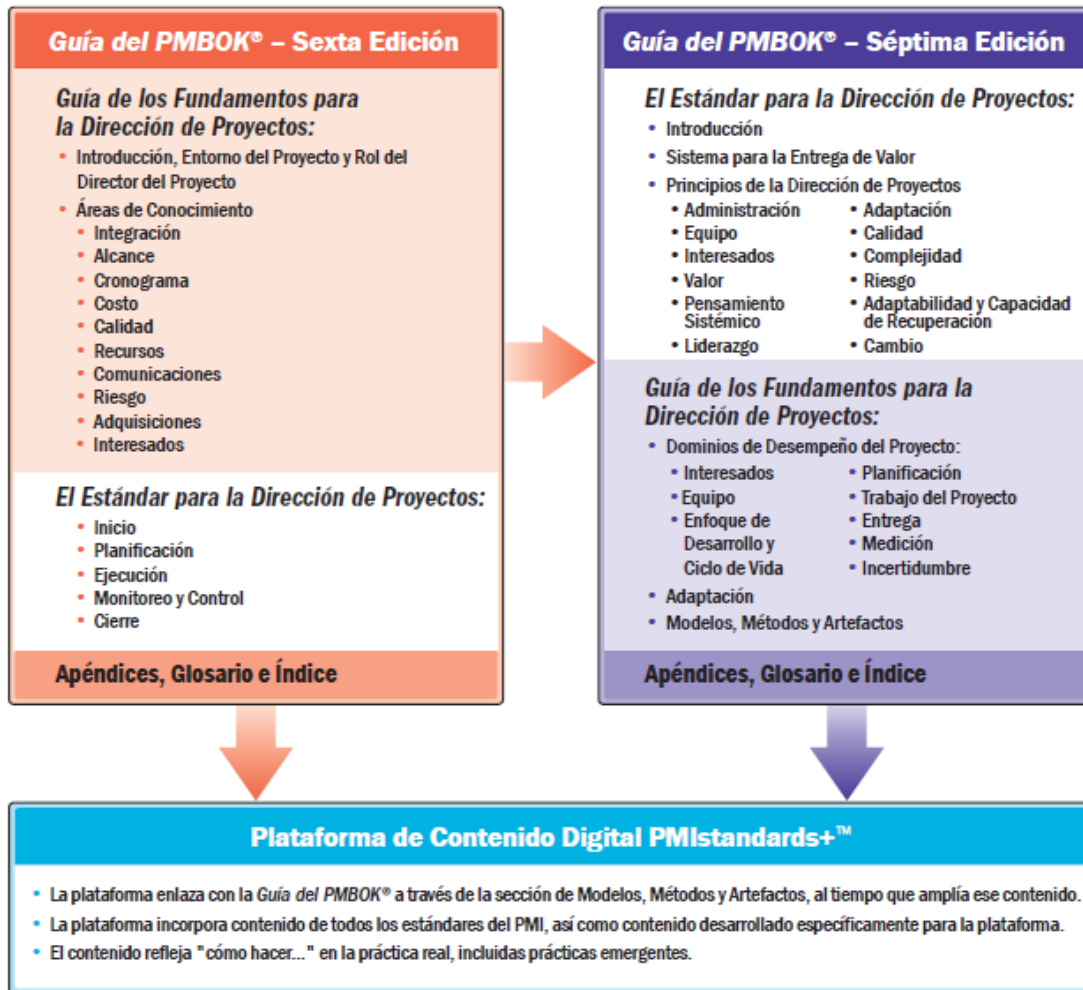 Guía del PMBOK® – Sexta Edición
Guía de los Fundamentos para
la Dirección de Proyectos:
• Introducción, Entorno del Proyecto y Rol del
Director del Proyecto
• Áreas de Conocimiento
• Integración
• Alcance
• Cronograma
• Costo
• Calidad
• Recursos
• Comunicaciones
• Riesgo
• Adquisiciones
• Interesados
El Estándar para la Dirección de Proyectos:
• Inicio
• Planificación
• Ejecución
• Monitoreo y Control
• Cierre
Apéndices, Glosario e Índice
Guía del PMBOK® – Séptima Edición
El Estándar para la Dirección de Proyectos:
• Introducción
• Sistema para la Entrega de Valor
• Principios de la Dirección de Proyectos
• Administración
• Equipo
• Interesados
• Valor
• Pensamiento
Sistémico
• Liderazgo
• Adaptación
• Calidad
• Complejidad
• Riesgo
• Adaptabilidad y Capacidad
de Recuperación
• Cambio
Guía de los Fundamentos para la
Dirección de Proyectos:
• Dominios de Desempeño del Proyecto:
• Interesados
• Equipo
• Enfoque de
Desarrollo y
Ciclo de Vida
• Planificación
• Trabajo del Proyecto
• Entrega
• Medición
• Incertidumbre
• Adaptación
• Modelos, Métodos y Artefactos
Apéndices, Glosario e Índice
Plataforma de Contenido Digital PMIstandards+™
• La plataforma enlaza con la Guía del PMBOK® a través de la sección de Modelos, Métodos y Artefactos, al tiempo que amplía ese contenido.
• La plataforma incorpora contenido de todos los estándares del PMI, así como contenido desarrollado específicamente para la plataforma.
• El contenido refleja "cómo hacer..." en la práctica real, incluidas prácticas emergentes.